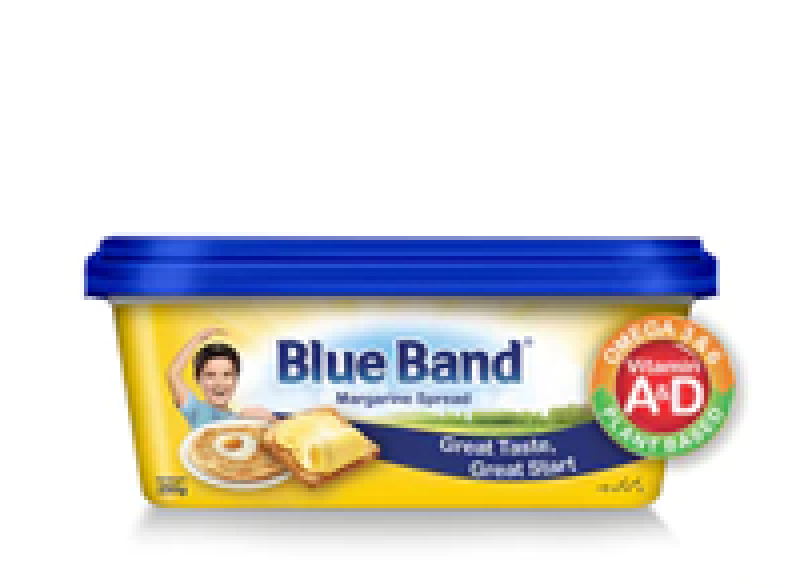 Blue Band
Margarine Spread
Great Taste,
Great Start
OMEGA 3 & 6
Vitamin
A&D
PLANT BASED